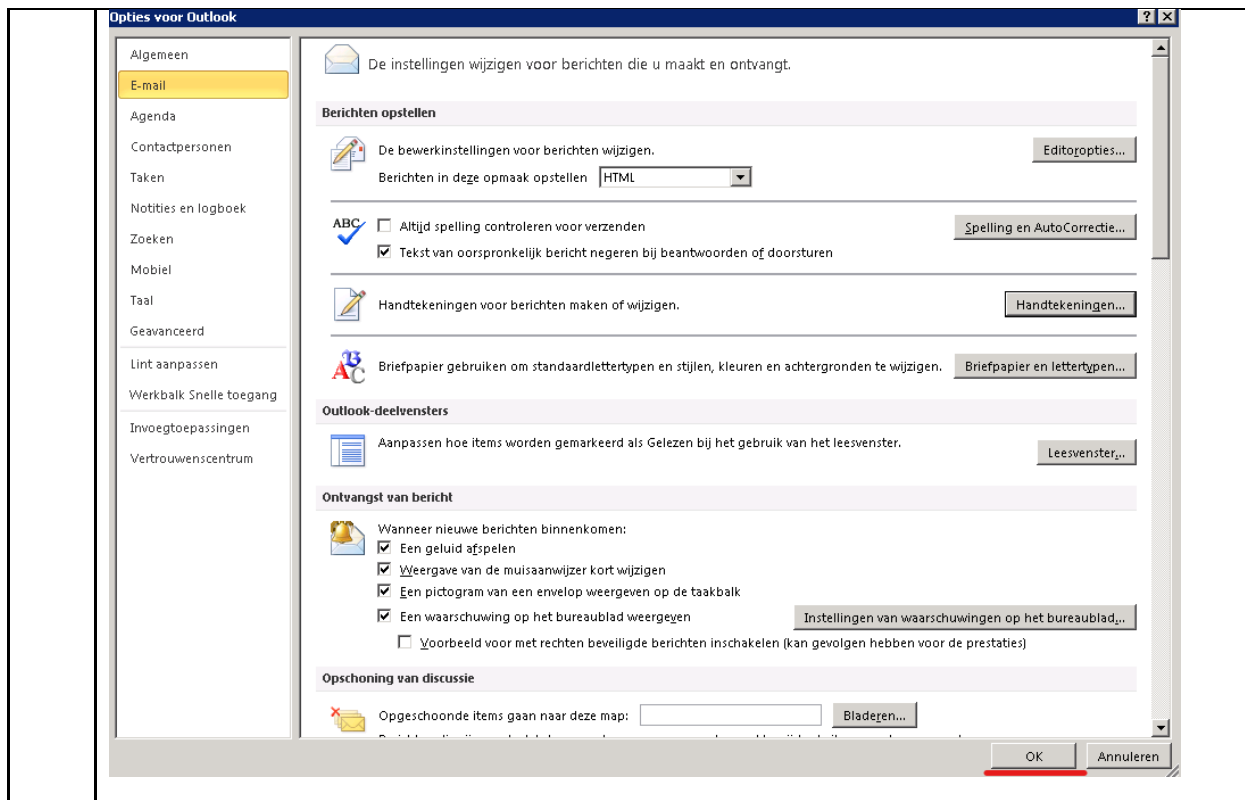 Opties voor Outlook
Algemeen
E-mail
Agenda
Contactpersonen
Taken
Notities en logboek
Zoeken
Mobiel
Taal
Geavanceerd
Lint aanpassen
Werkbalk Snelle toegang
Invoegtoepassingen
Vertrouwenscentrum
De instellingen wijzigen voor berichten die u maakt en ontvangt.
Berichten opstellen
De bewerkinstellingen voor berichten wijzigen.
Editoropties...
Berichten in deze opmaak opstellen HTML
ABC
Altijd spelling controleren voor verzenden
Spelling en AutoCorrectie...
Tekst van oorspronkelijk bericht negeren bij beantwoorden of doorsturen
Handtekeningen voor berichten maken of wijzigen.
Handtekeningen...
Briefpapier gebruiken om standaardlettertypen en stijlen, kleuren en achtergronden te wijzigen.
Briefpapier en lettertypen...
Outlook-deelvensters
Aanpassen hoe items worden gemarkeerd als Gelezen bij het gebruik van het leesvenster.
Leesvenster...
Ontvangst van bericht
Wanneer nieuwe berichten binnenkomen:
Een geluid afspelen
Weergave van de muisaanwijzer kort wijzigen
Een pictogram van een envelop weergeven op de taakbalk
Een waarschuwing op het bureaublad weergeven
Instellingen van waarschuwingen op het bureaublad...
Voorbeeld voor met rechten beveiligde berichten inschakelen (kan gevolgen hebben voor de prestaties)
Opschoning van discussie
Opgeschoonde items gaan naar deze map:
Bladeren...
OK
Annuleren